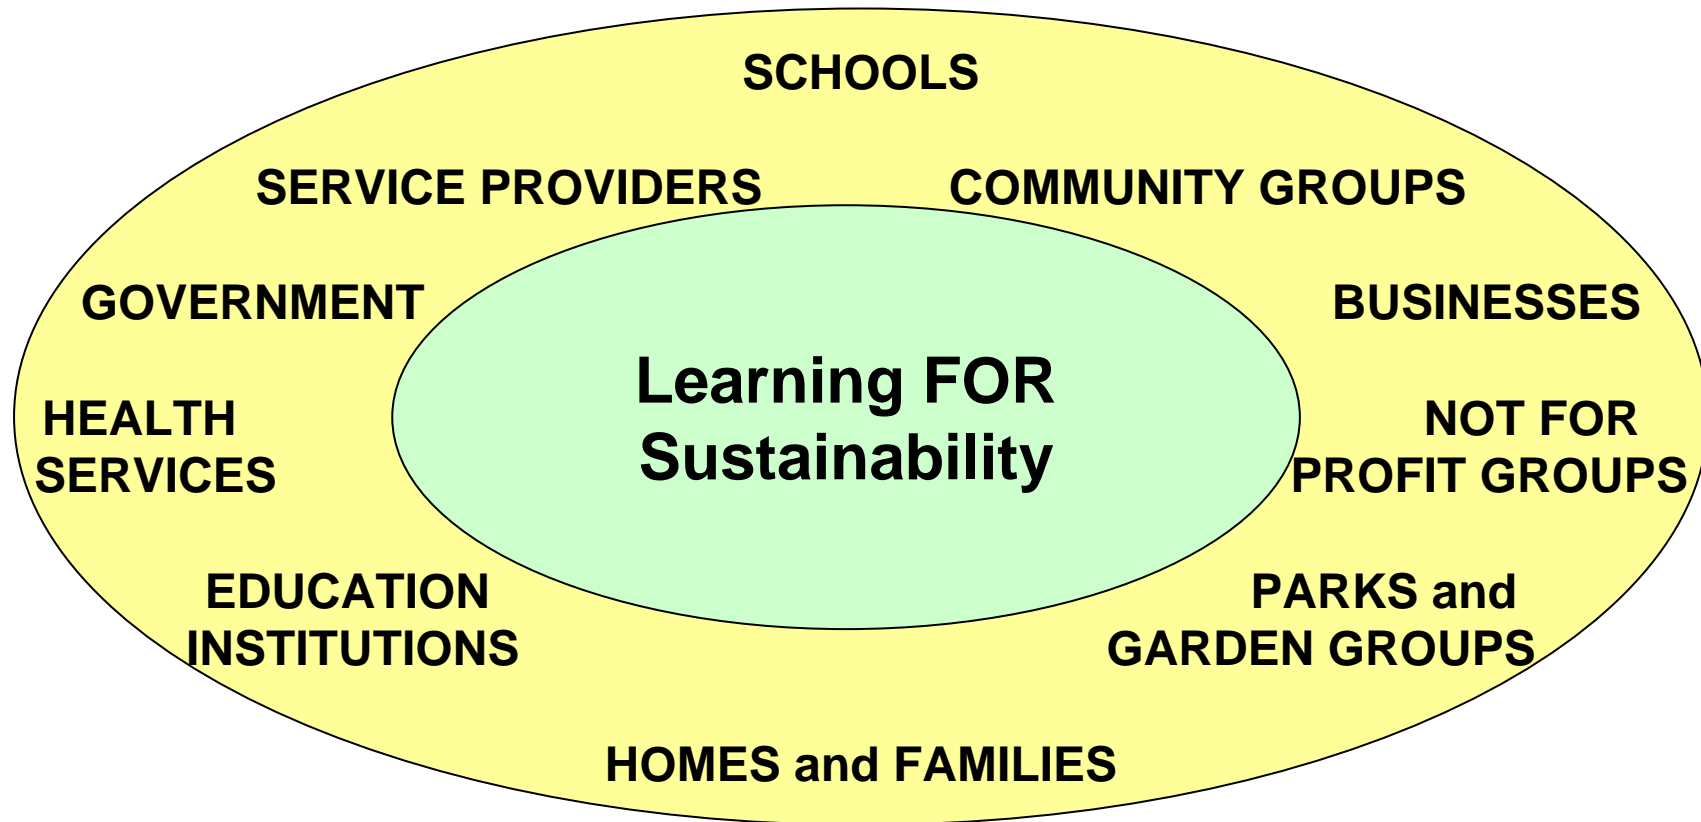 SCHOOLS
SERVICE PROVIDERS
COMMUNITY GROUPS
GOVERNMENT
BUSINESSES
Learning FOR
Sustainability
HEALTH
SERVICES
NOT FOR
PROFIT GROUPS
EDUCATION
INSTITUTIONS
PARKS and
GARDEN GROUPS
HOMES and FAMILIES